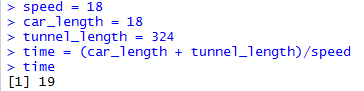 > speed = 18
> car_length = 18
> tunnel_length = 324
> time = (car_length + tunnel_length)/speed
> time
[1] 19